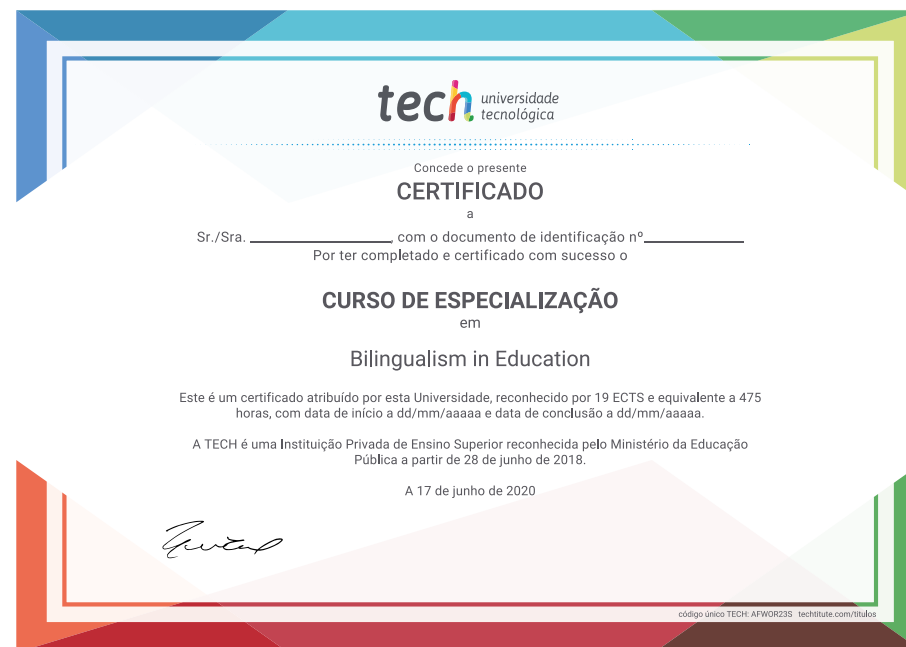 tech universidade
tecnológica
Concede o presente
CERTIFICADO
a
Sr./Sra. ____________________, com o documento de identificação nº______________
Por ter completado e certificado com sucesso o
CURSO DE ESPECIALIZAÇÃO
em
Bilingualism in Education
Este é um certificado atribuído por esta Universidade, reconhecido por 19 ECTS e equivalente a 475
horas, com data de início a dd/mm/aaaaa e data de conclusão a dd/mm/aaaaa.
A TECH é uma Instituição Privada de Ensino Superior reconhecida pelo Ministério da Educação
Pública a partir de 28 de junho de 2018.
A 17 de junho de 2020
código único TECH: AFWOR23S techtitute.com/titulos